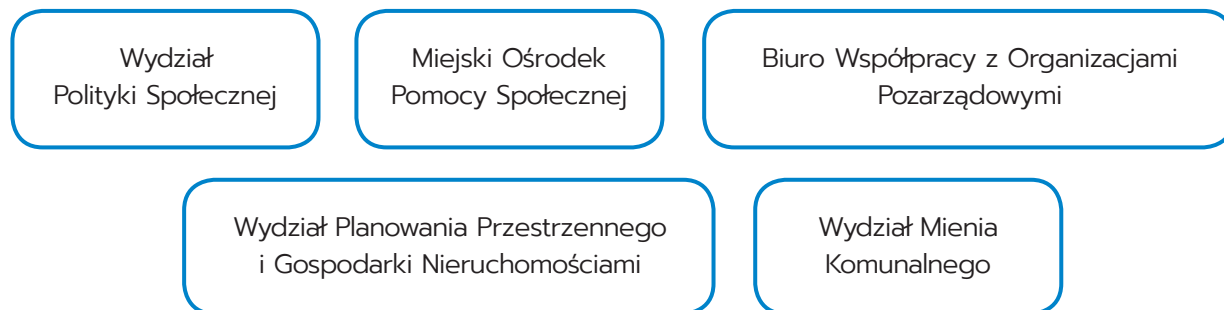 Wydział
Polityki Społecznej
Miejski Ośrodek
Pomocy Społecznej
Biuro Współpracy z Organizacjami
Pozarządowymi
Wydział Planowania Przestrzennego
i Gospodarki Nieruchomościami
Wydział Mienia
Komunalnego